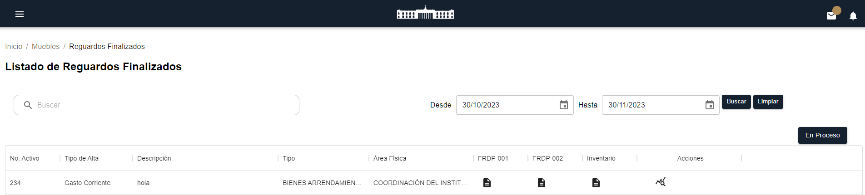 Inicio / Muebles / Reguardos Finalizados
Listado de Reguardos Finalizados
Buscar
Desde 30/10/2023 Hasta 30/11/2023 Buscar Limpiar
En Proceso
No. Activo Tipo de Alta Descripción Tipo Área Física FRDP 001 FRDP 002 Inventario Acciones
234 Gasto Corriente hola BIENES ARRENDAMIEN... COORDINACIÓN DEL INSTIT...